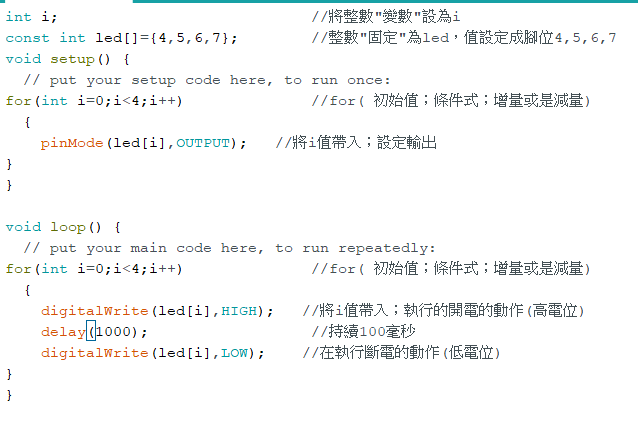 int i;                                  //將整數"變數"設為i
const int led[]={4,5,6,7};        //整數"固定"為led，值設定成腳位4,5,6,7
void setup() {
  // put your setup code here, to run once:
for(int i=0;i<4;i++)              //for( 初始值；條件式；增量或是減量)
  {
    pinMode(led[i],OUTPUT);   //將i值帶入；設定輸出
}
}
void loop() {
  // put your main code here, to run repeatedly:
for(int i=0;i<4;i++)              //for( 初始值；條件式；增量或是減量)
  {
    digitalWrite(led[i],HIGH);   //將i值帶入；執行的開電的動作(高電位)
    delay(1000);                  //持續100毫秒
    digitalWrite(led[i],LOW);    //在執行斷電的動作(低電位)
}
}